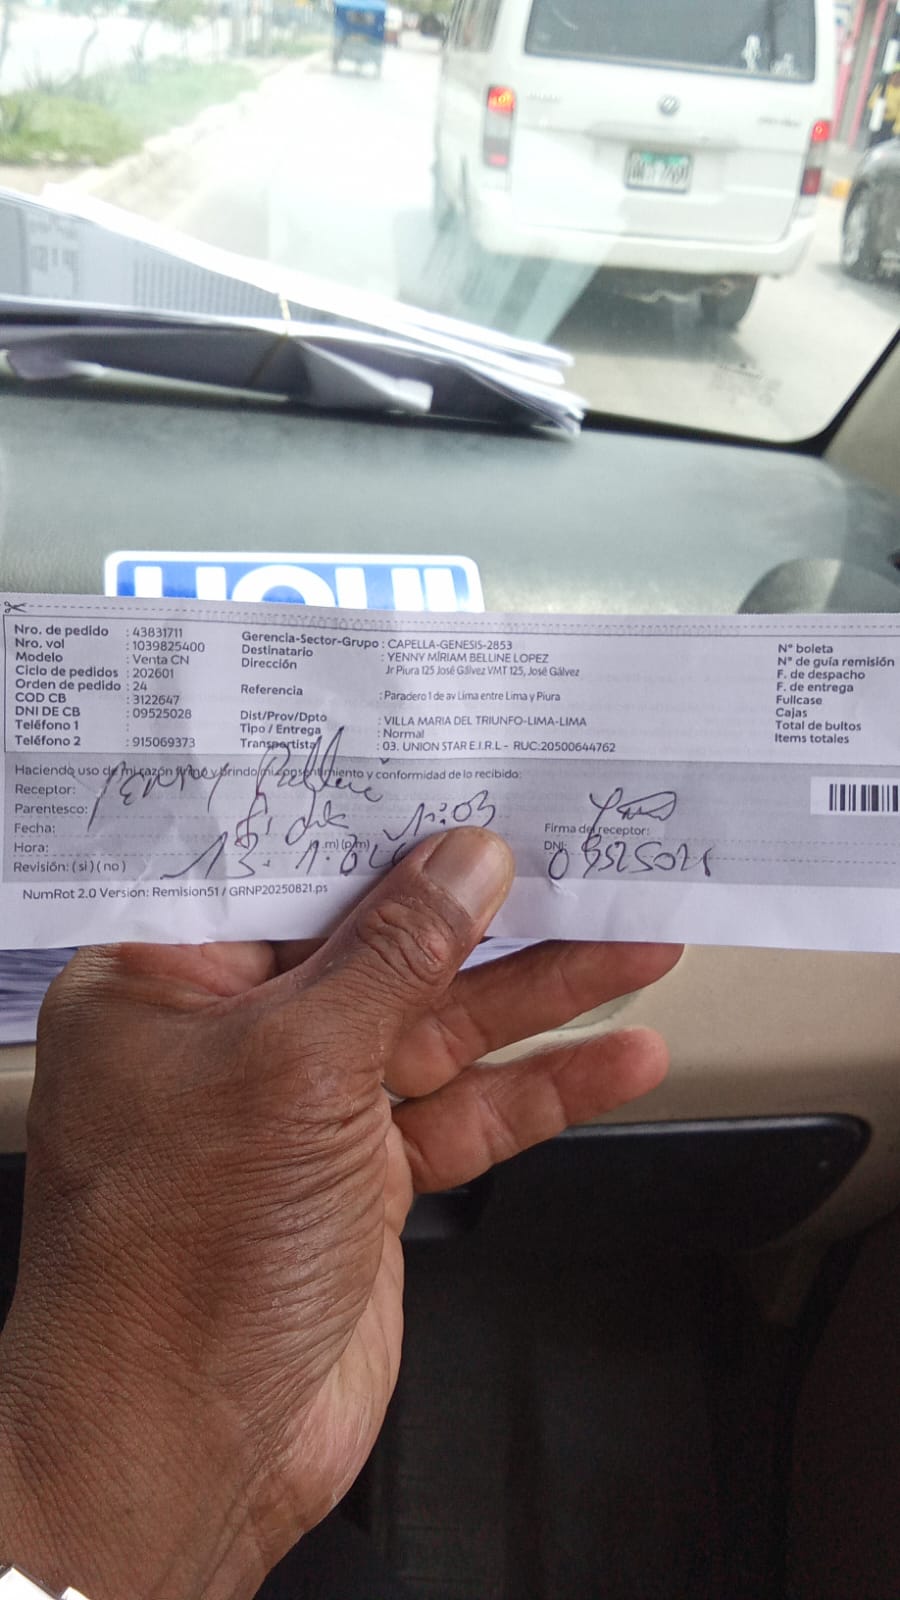 Nro. de pedido : 43831711
Nro. vol : 1039825400
Modelo : Venta CN
Ciclo de pedidos : 202601
Orden de pedido : 24
COD CB : 3122647
DNI DE CB : 09525028
Teléfono 1 :
Teléfono 2 : 915069373
Gerencia-Sector-Grupo : CAPELLA-GENESIS-2853
Destinatario : YENNY MIRIAM BELLINE LOPEZ
Dirección Jr Piura 125 José Gálvez VMT 125, José Gálvez
Referencia : Paradero 1 de av Lima entre Lima y Piura
Dist/Prov/Dpto : VILLA MARIA DEL TRIUNFO-LIMA-LIMA
Tipo / Entrega : Normal
Transportista : 03. UNION STAR E.I.R.L - RUC:20500644762
N° boleta
N° de guía remisión
F. de despacho
F. de entrega
Fullcase
Cajas
Total de bultos
Items totales
Haciendo uso de mi razón firmo y brindo mi consentimiento y conformidad de lo recibido:
Receptor: Yenny Belline
Parentesco:
Fecha:
Hora:
Revisión: (si) (no)
Firma del receptor:
DNI:
NumRot 2.0 Version: Remision51 / GRNP20250821.ps